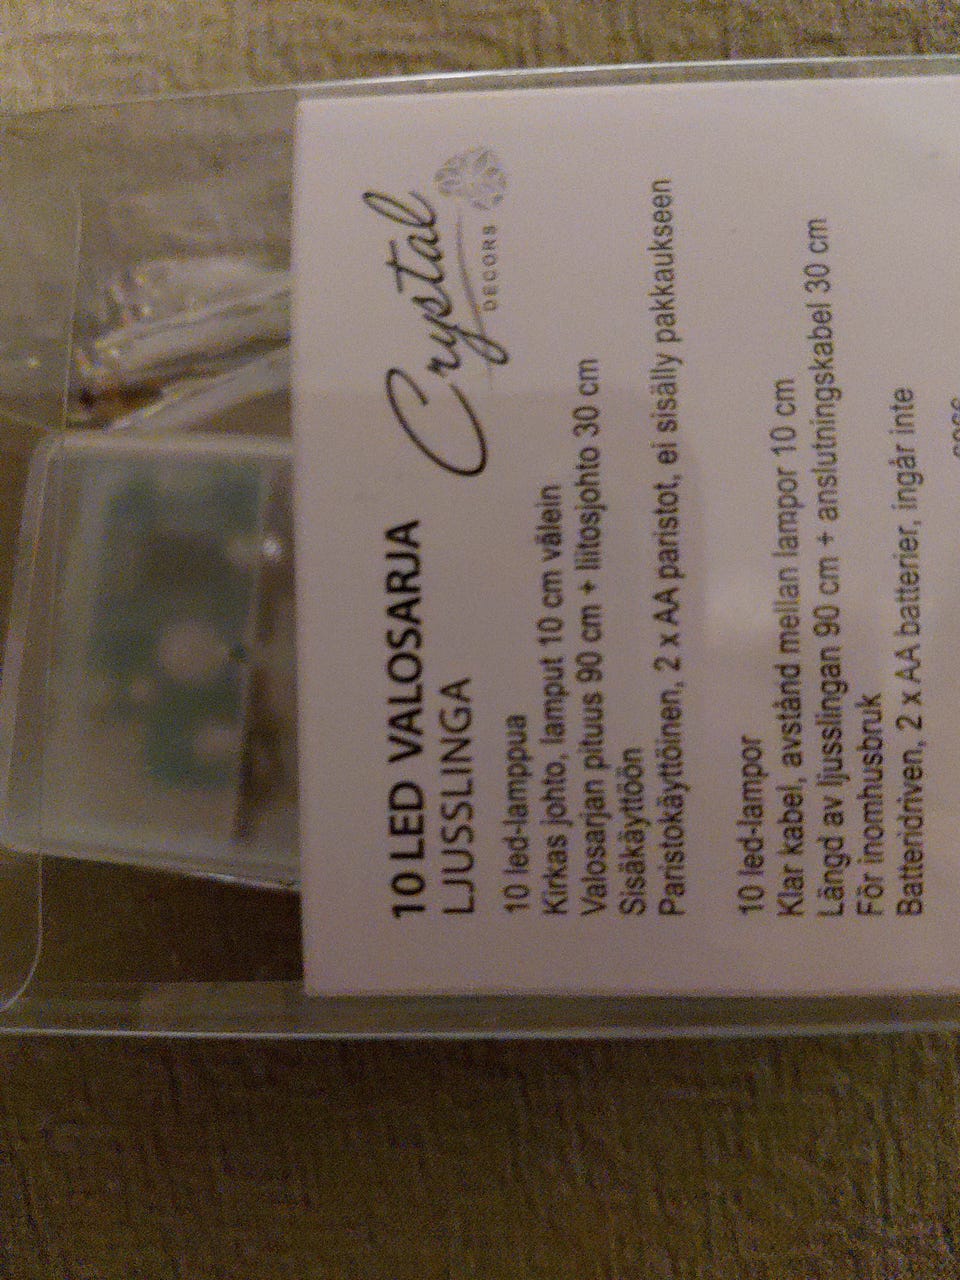 Crystal
DECORS
10 LED VALOSARJA
LJUSSLINGA
10 led-lamppua
Kirkas johto, lamput 10 cm välein
Valosarjan pituus 90 cm + liitosjohto 30 cm
Sisäkäyttöön
Paristokäyttöinen, 2 x AA paristot, ei sisälly pakkaukseen
10 led-lampor
Klar kabel, avstånd mellan lampor 10 cm
Längd av ljusslingan 90 cm + anslutningskabel 30 cm
För inomhusbruk
Batteridriven, 2 x AA batterier, ingår inte